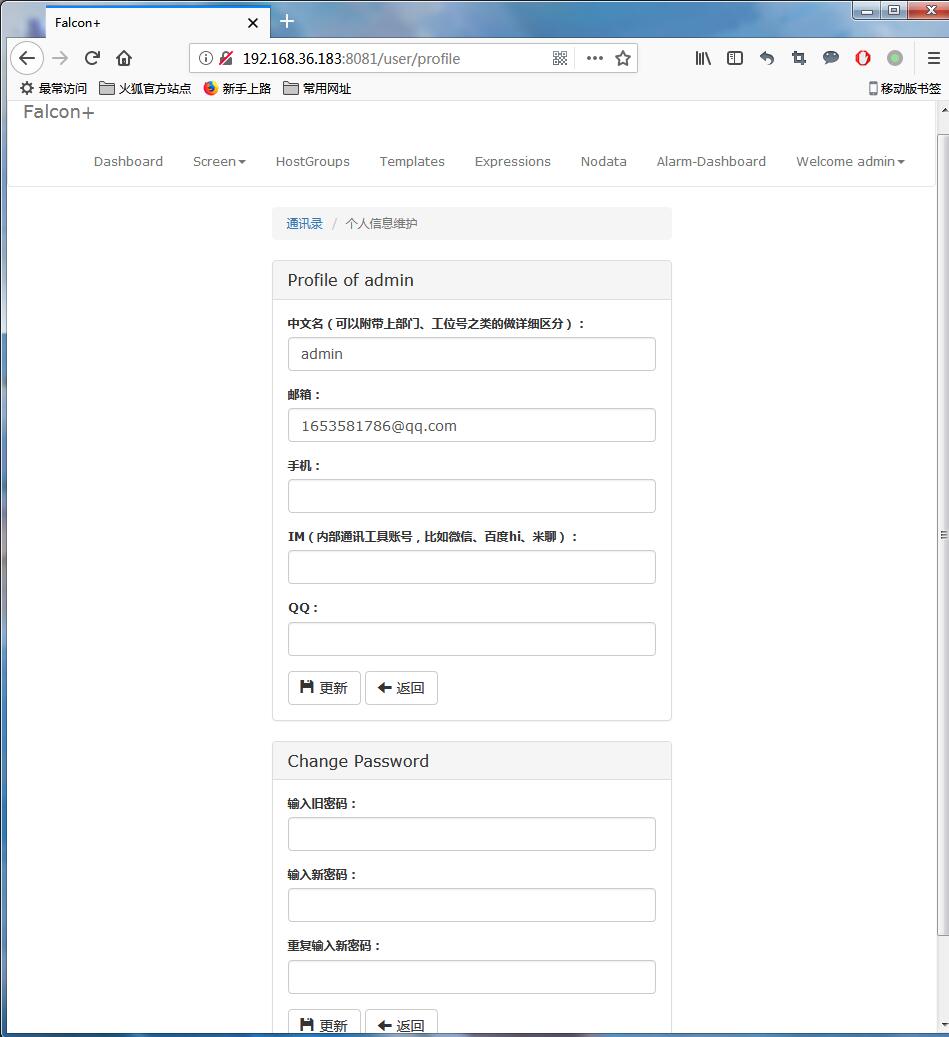 Falcon+
192.168.36.183:8081/user/profile
最常访问 火狐官方站点 新手上路 常用网址 移动版书签
Falcon+
Dashboard Screen HostGroups Templates Expressions Nodata Alarm-Dashboard Welcome admin
通讯录 / 个人信息维护
Profile of admin
中文名（可以附带上部门、工位号之类的做详细区分）：
admin
邮箱：
1653581786@qq.com
手机：
IM（内部通讯工具账号，比如微信、百度hi、米聊）：
QQ：
更新 返回
Change Password
输入旧密码：
输入新密码：
重复输入新密码：
更新 返回